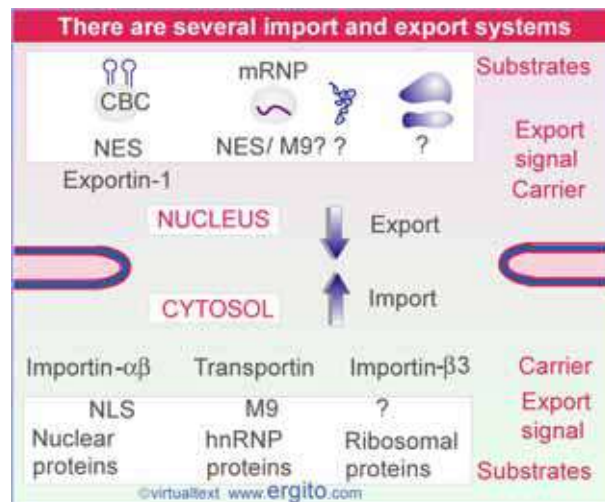 There are several import and export systems
Substrates
CBC
mRNP
NES
NES/ M9? ?
?
Export
signal
Exportin-1
Carrier
NUCLEUS
Export
CYTOSOL
Import
Importin-αβ Transportin Importin-β3 Carrier
NLS M9 ? Export
signal
Nuclear hnRNP Ribosomal
proteins proteins proteins Substrates
©virtualtext www.ergito.com